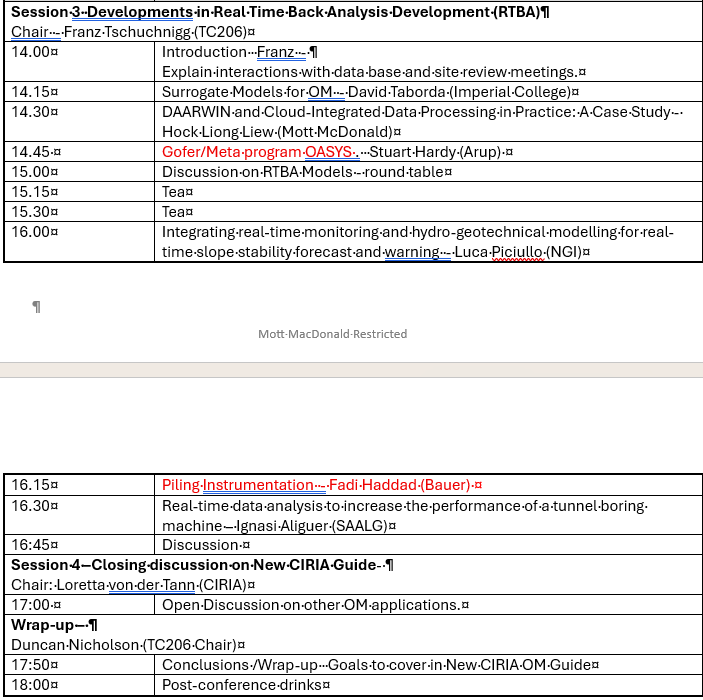 Session 3 -Developments in Real Time Back Analysis Development (RTBA)¶
Chair - Franz Tschuchnigg (TC206)¤
14.00¤ Introduction - Franz - ¶
Explain interactions with data base and site review meetings.¤
14.15¤ Surrogate Models for OM - David Taborda (Imperial College)¤
14.30¤ DAARWIN and Cloud-Integrated Data Processing in Practice: A Case Study -
Hock Liong Liew (Mott McDonald)¤
14.45¤ Gofer/Meta program OASYS . - Stuart Hardy (Arup) ¤
15.00¤ Discussion on RTBA Models - round table¤
15.15¤ Tea¤
15.30¤ Tea¤
16.00¤ Integrating real-time monitoring and hydro-geotechnical modelling for real-
time slope stability forecast and warning - Luca Piciullo (NGI)¤
¶
Mott MacDonald Restricted
16.15¤ Piling Instrumentation - Fadi Haddad (Bauer) ¤
16.30¤ Real-time data analysis to increase the performance of a tunnel boring
machine – Ignasi Aliguer (SAALG)¤
16:45¤ Discussion ¤
Session 4 – Closing discussion on New CIRIA Guide - ¶
Chair: Loretta von der Tann (CIRIA)¤
17:00 ¤ Open Discussion on other OM applications.¤
Wrap-up – ¶
Duncan Nicholson (TC206 Chair)¤
17:50¤ Conclusions /Wrap-up - Goals to cover in New CIRIA OM Guide¤
18:00¤ Post-conference drinks¤